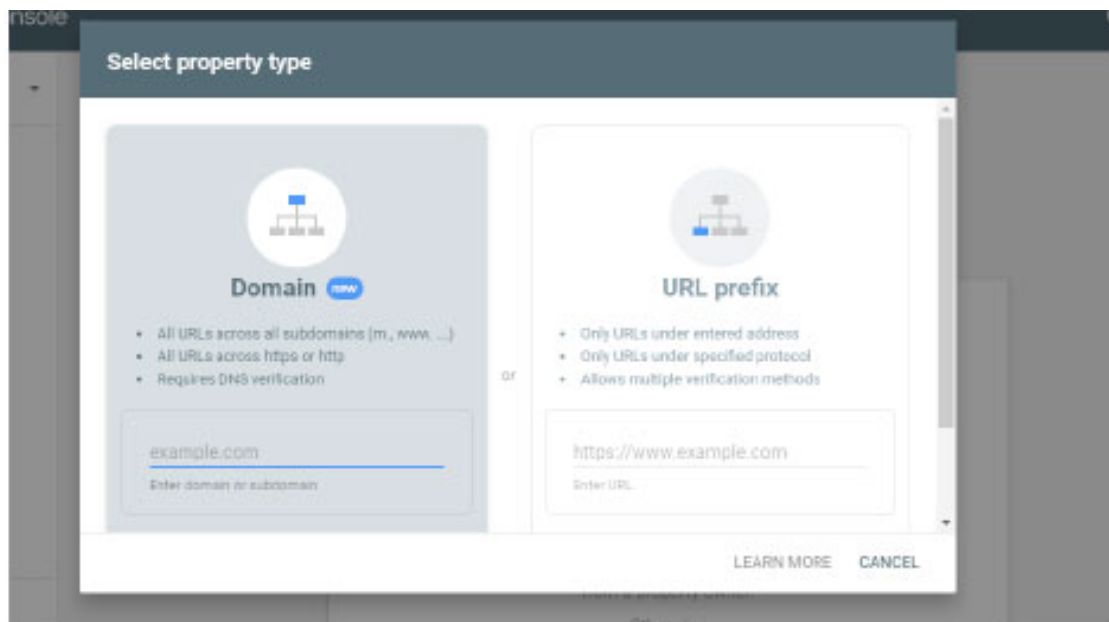 nsole
Select property type
Domain new
All URLs across all subdomains (m., www. ...)
All URLs across https or http
Requires DNS verification
example.com
Enter domain or subdomain
or
URL prefix
Only URLs under entered address
Only URLs under specified protocol
Allows multiple verification methods
https://www.example.com
Enter URL
LEARN MORE CANCEL